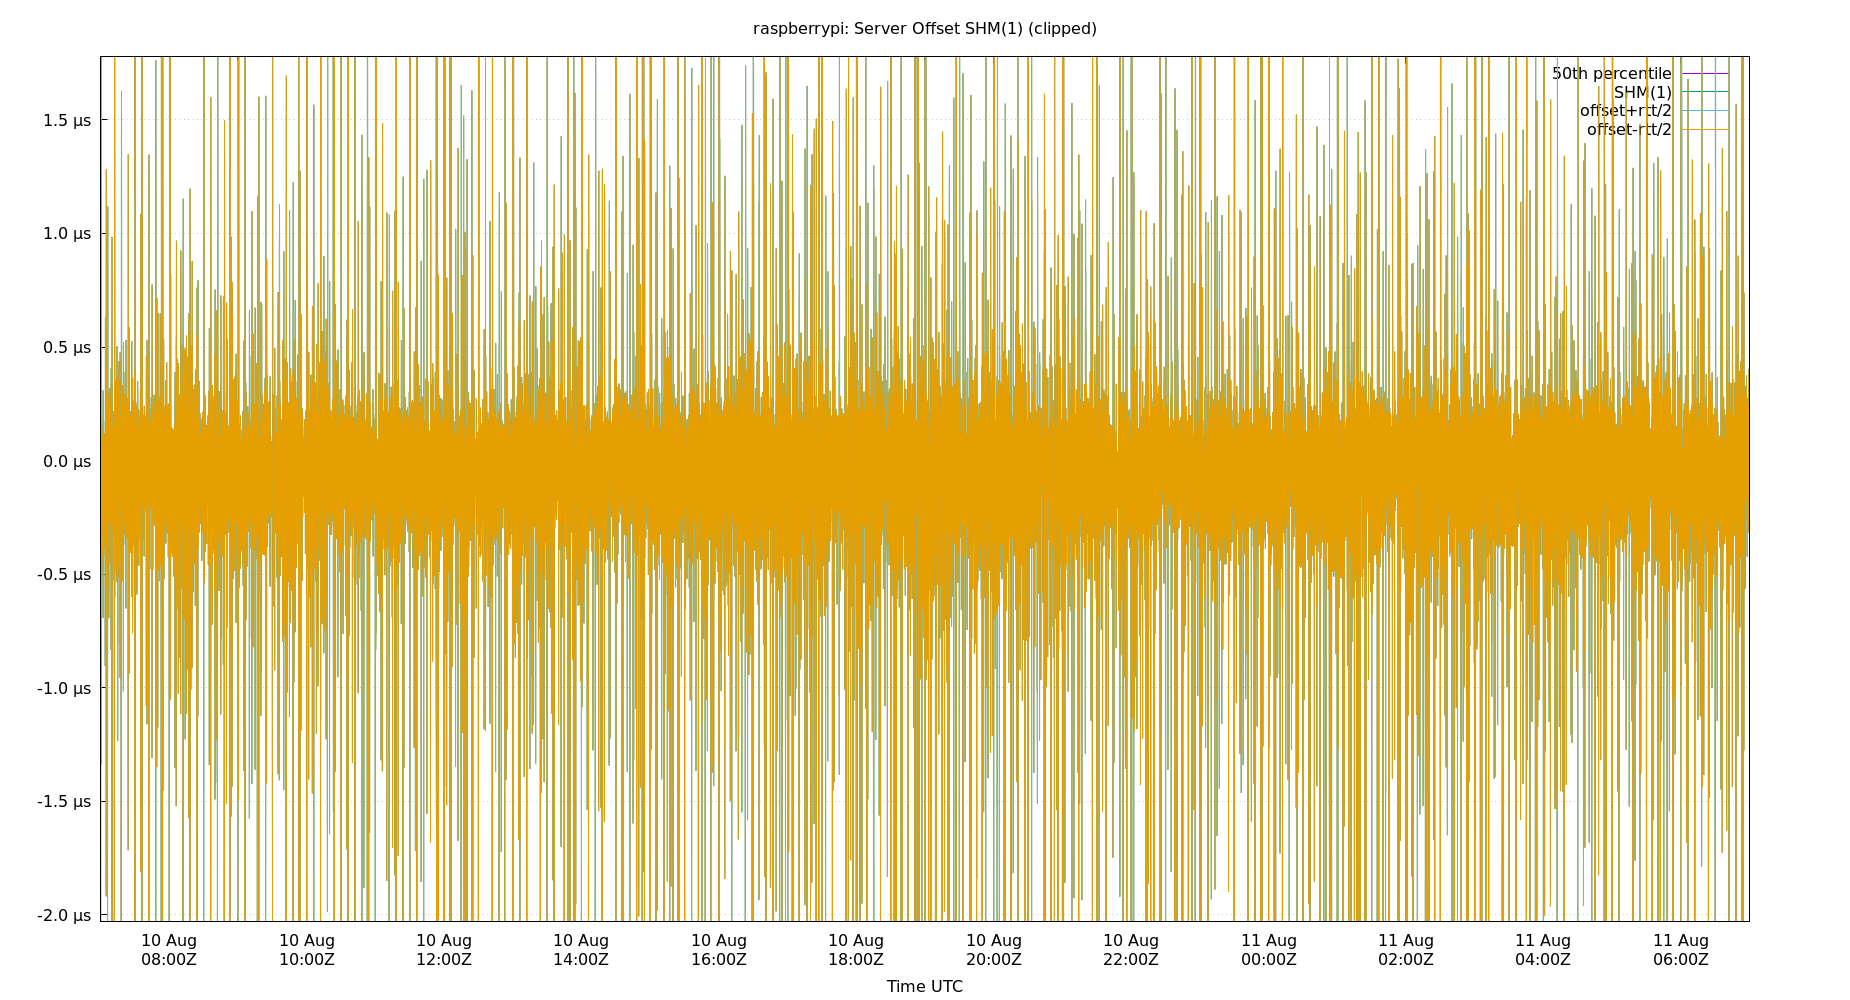 raspberrypi: Server Offset SHM(1) (clipped)
50th percentile
SHM(1)
offset+rtt/2
offset-rtt/2
1.5 µs
1.0 µs
0.5 µs
0.0 µs
-0.5 µs
-1.0 µs
-1.5 µs
-2.0 µs
10 Aug 10 Aug 10 Aug 10 Aug 10 Aug 10 Aug 10 Aug 10 Aug 11 Aug 11 Aug 11 Aug 11 Aug
08:00Z 10:00Z 12:00Z 14:00Z 16:00Z 18:00Z 20:00Z 22:00Z 00:00Z 02:00Z 04:00Z 06:00Z
Time UTC